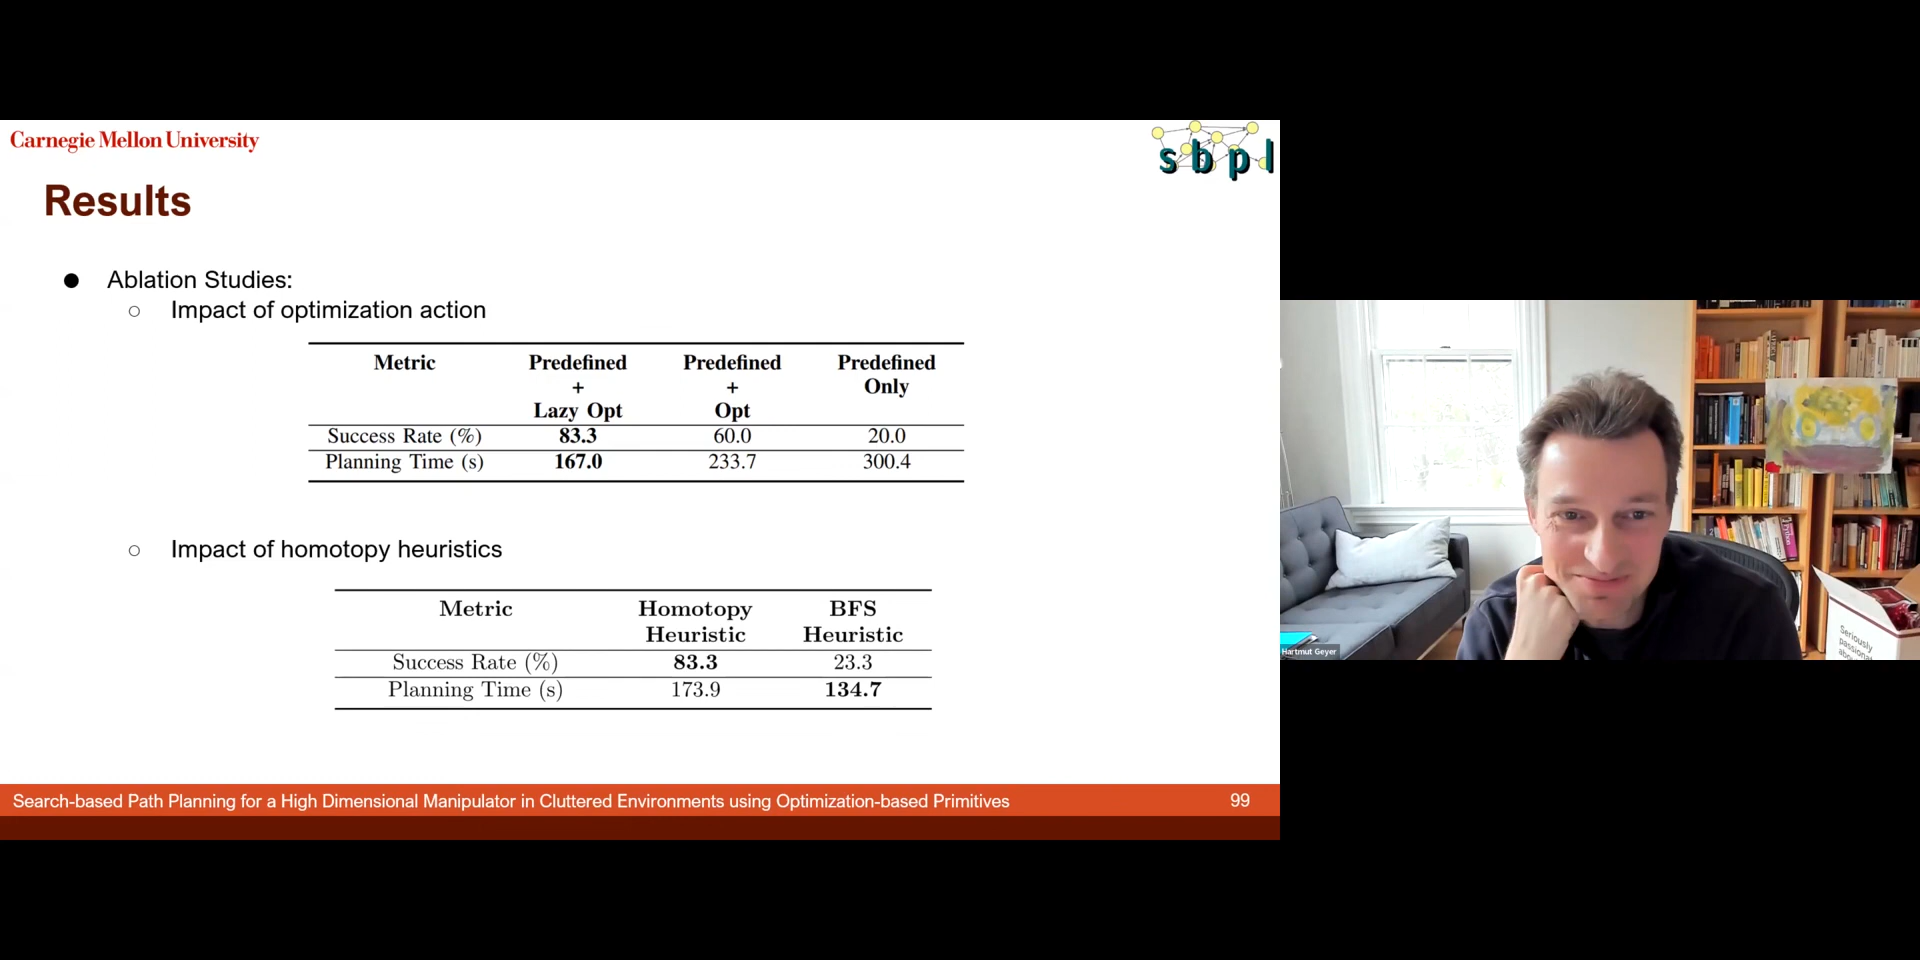 Carnegie Mellon University
sbpl
Results
● Ablation Studies:
○ Impact of optimization action
Metric Predefined + Lazy Opt Predefined + Opt Predefined Only
Success Rate (%) 83.3 60.0 20.0
Planning Time (s) 167.0 233.7 300.4
○ Impact of homotopy heuristics
Metric Homotopy Heuristic BFS Heuristic
Success Rate (%) 83.3 23.3
Planning Time (s) 173.9 134.7
Search-based Path Planning for a High Dimensional Manipulator in Cluttered Environments using Optimization-based Primitives 99
Hartmut Geyer
Seriously
passional